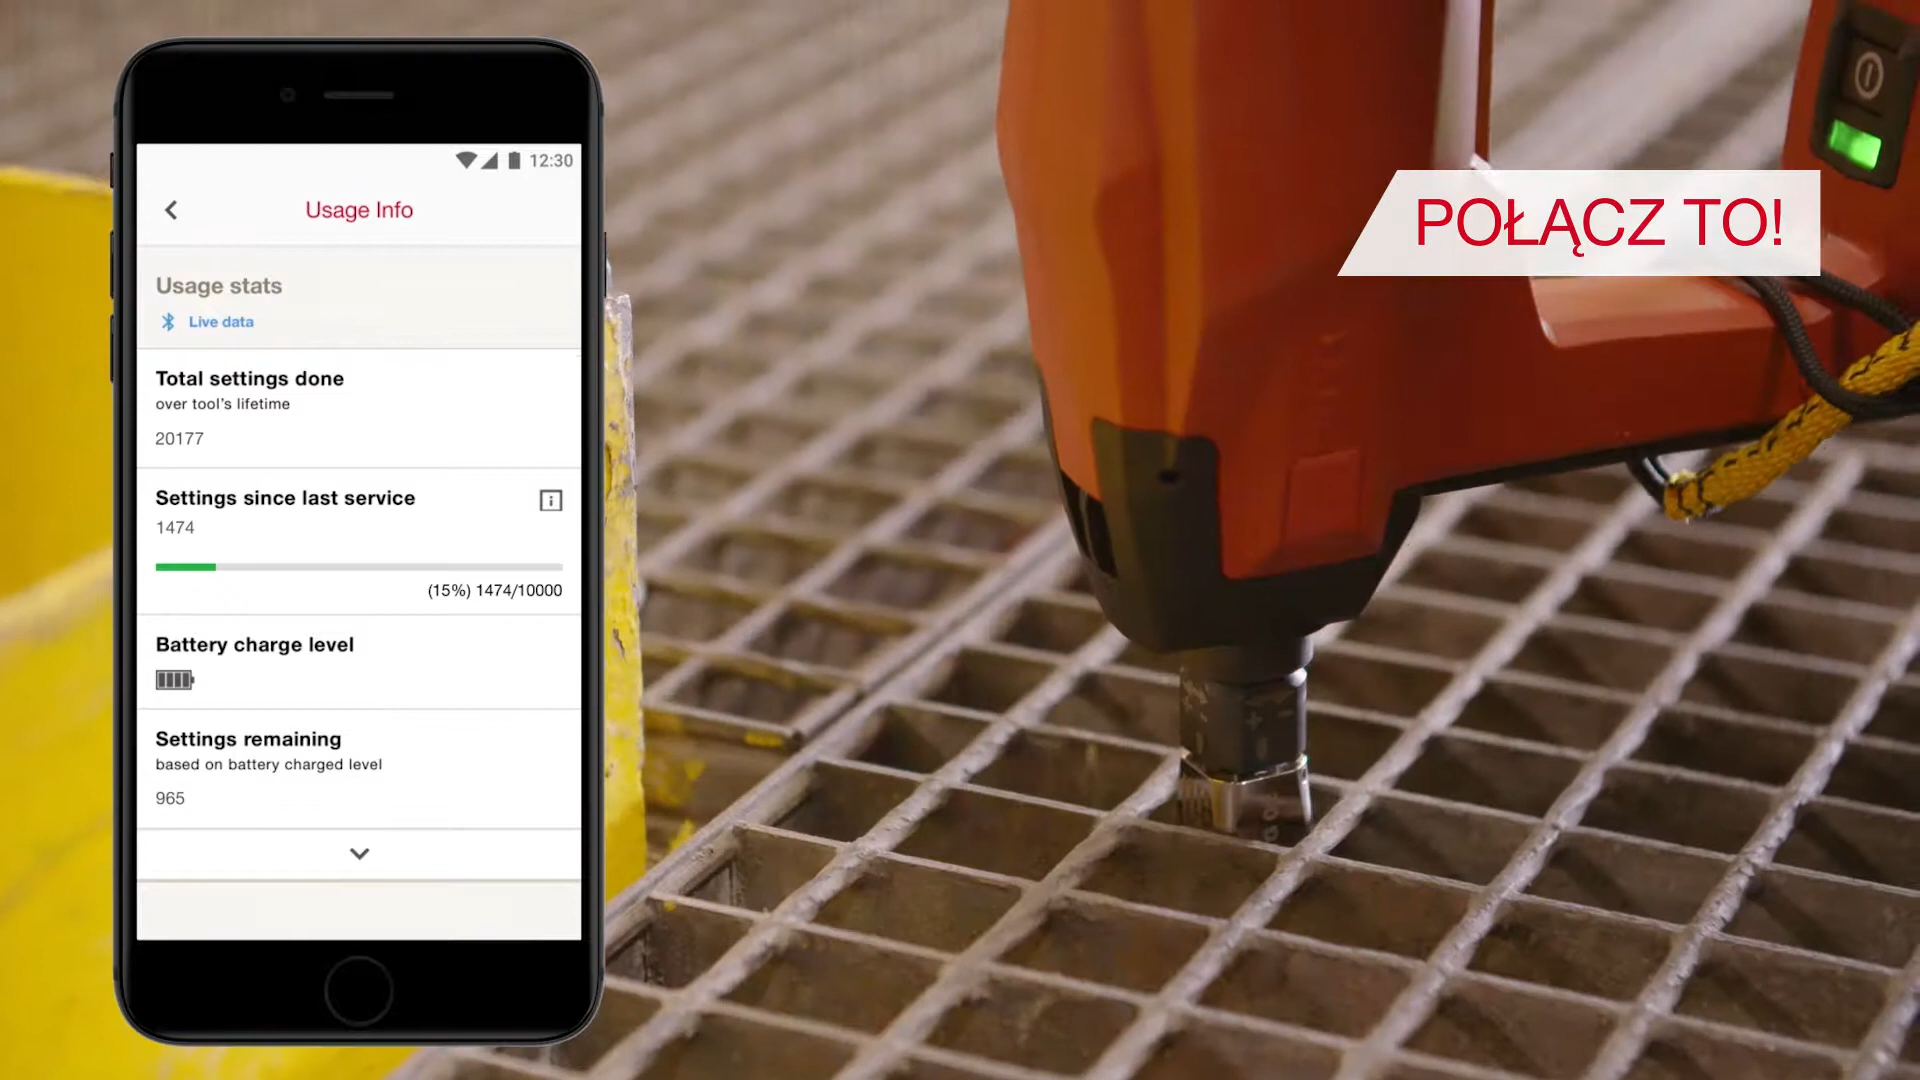 12:30
Usage Info
Usage stats
Live data
Total settings done
over tool's lifetime
20177
Settings since last service
1474
(15%) 1474/10000
Battery charge level
Settings remaining
based on battery charged level
965
POŁĄCZ TO!